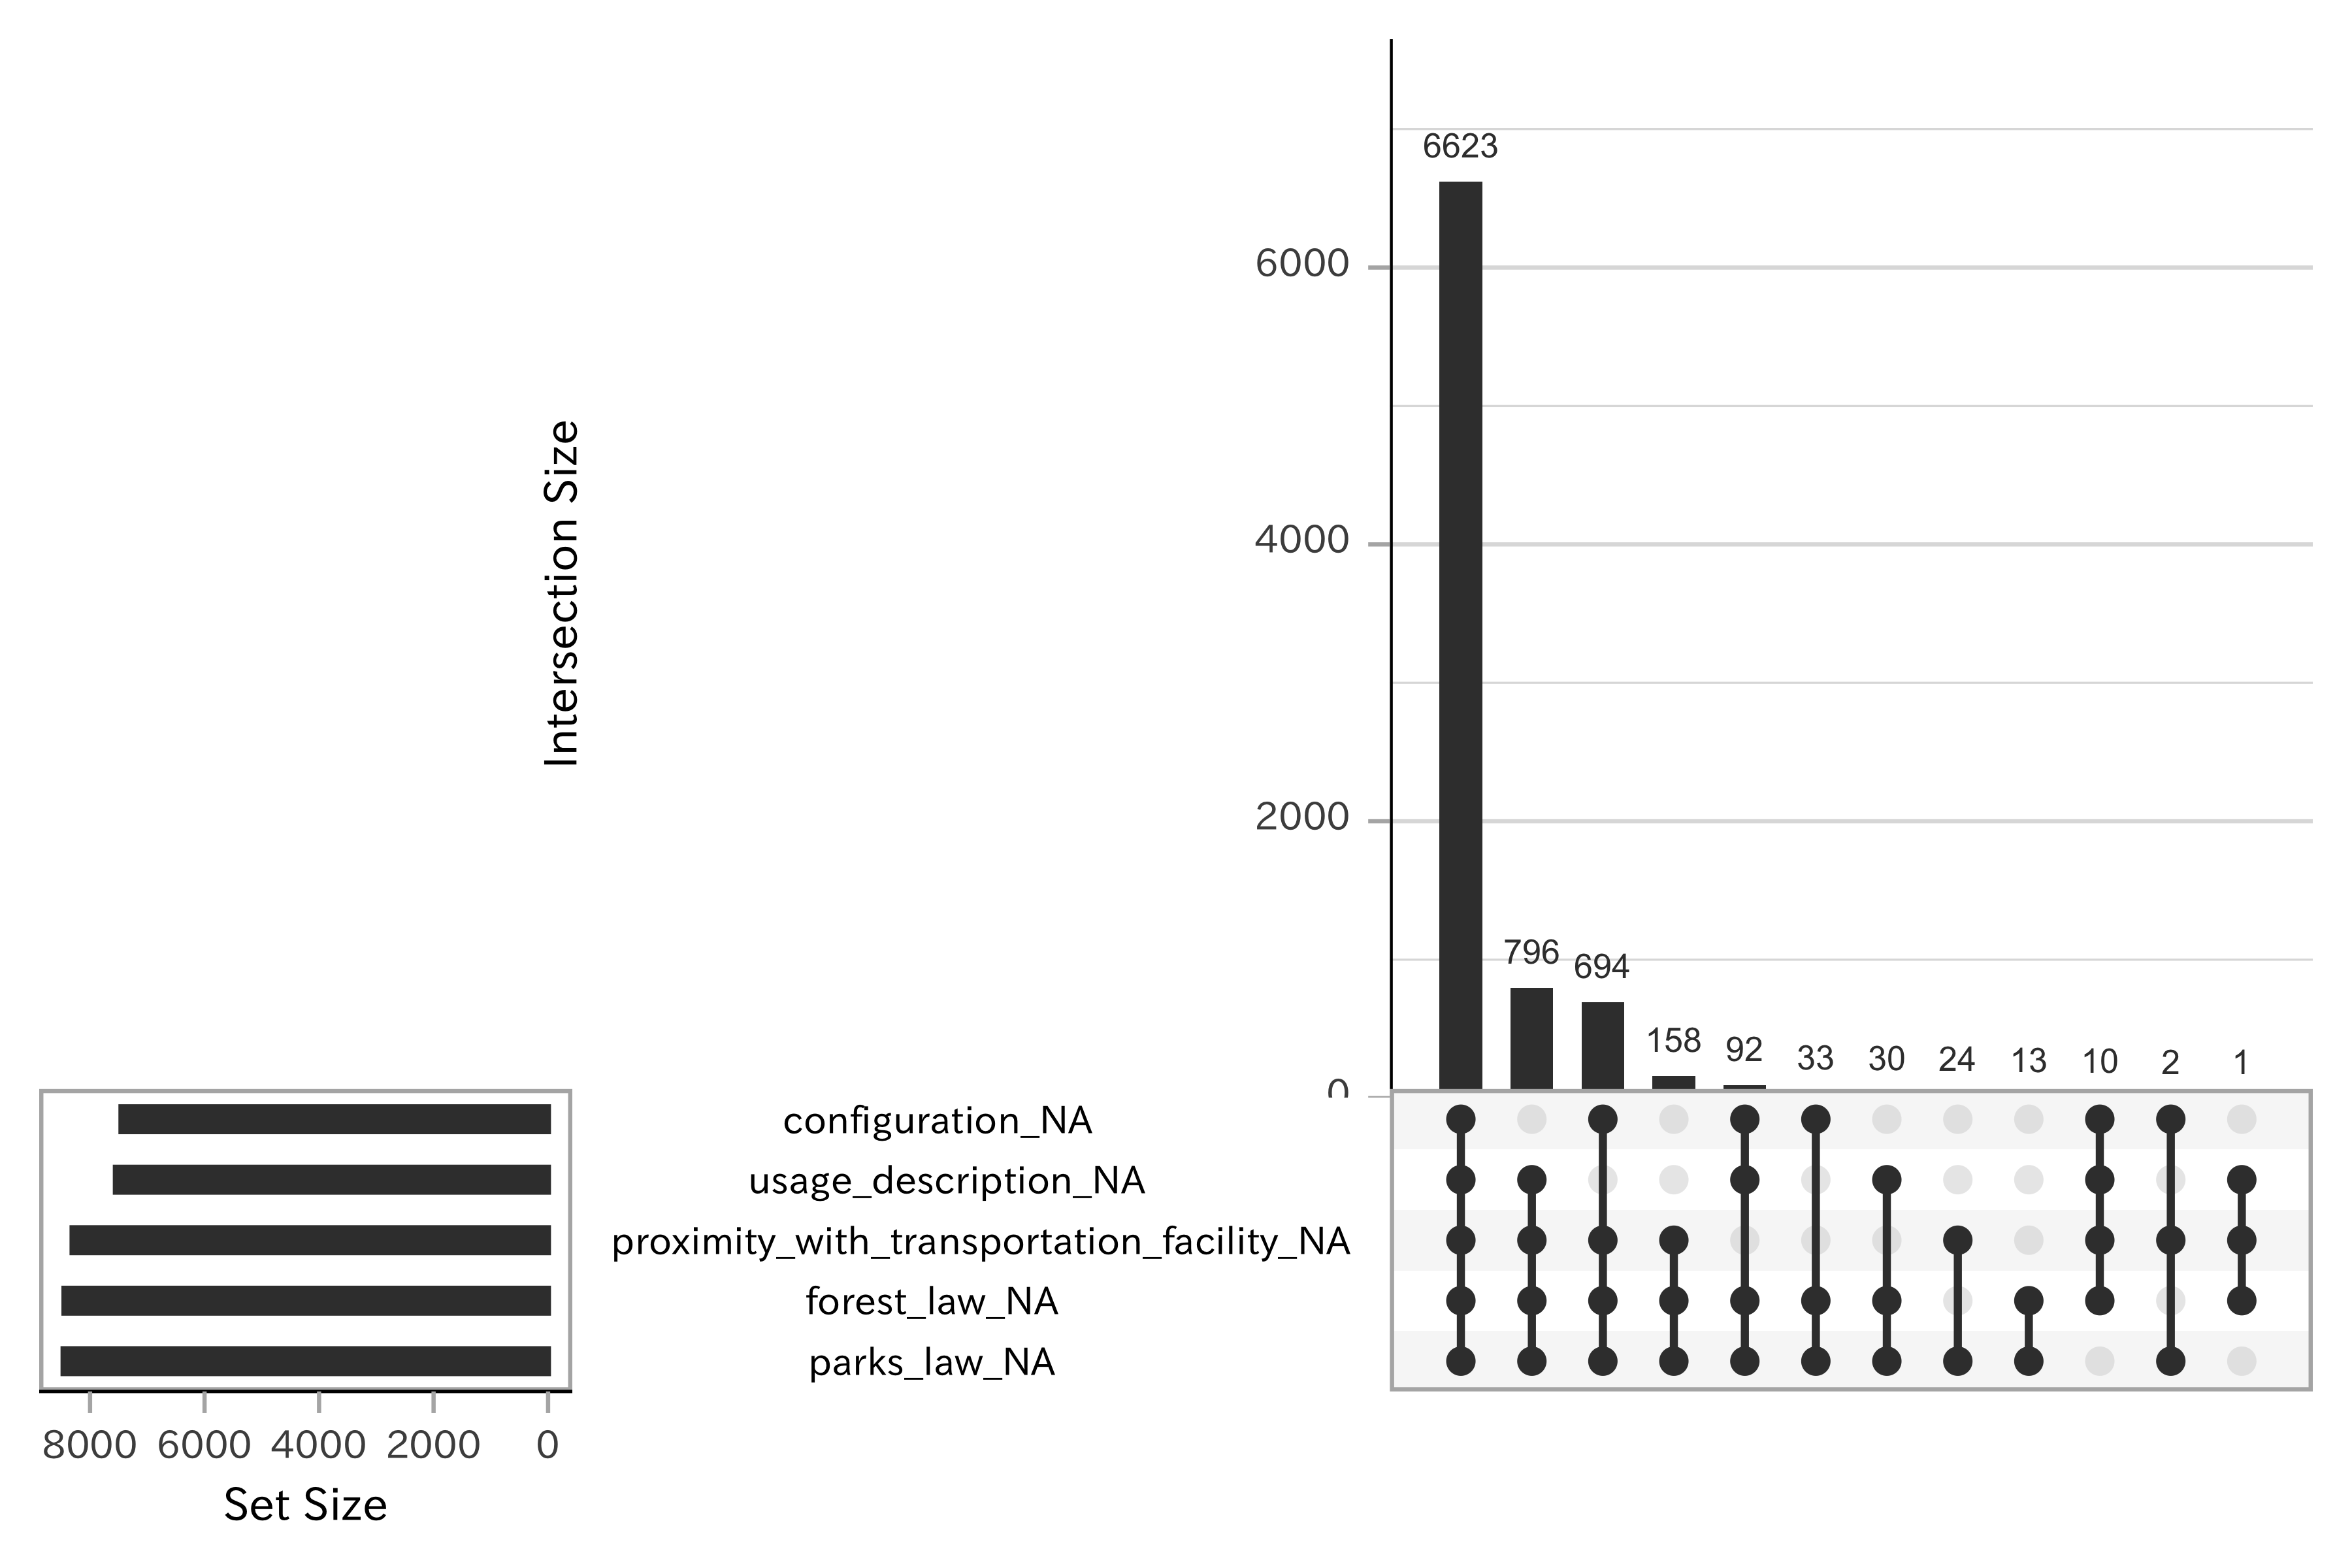 Intersection Size
6000
4000
2000
0
6623
796
694
158
92
33
30
24
13
10
2
1
configuration_NA
usage_description_NA
proximity_with_transportation_facility_NA
forest_law_NA
parks_law_NA
8000 6000 4000 2000 0
Set Size